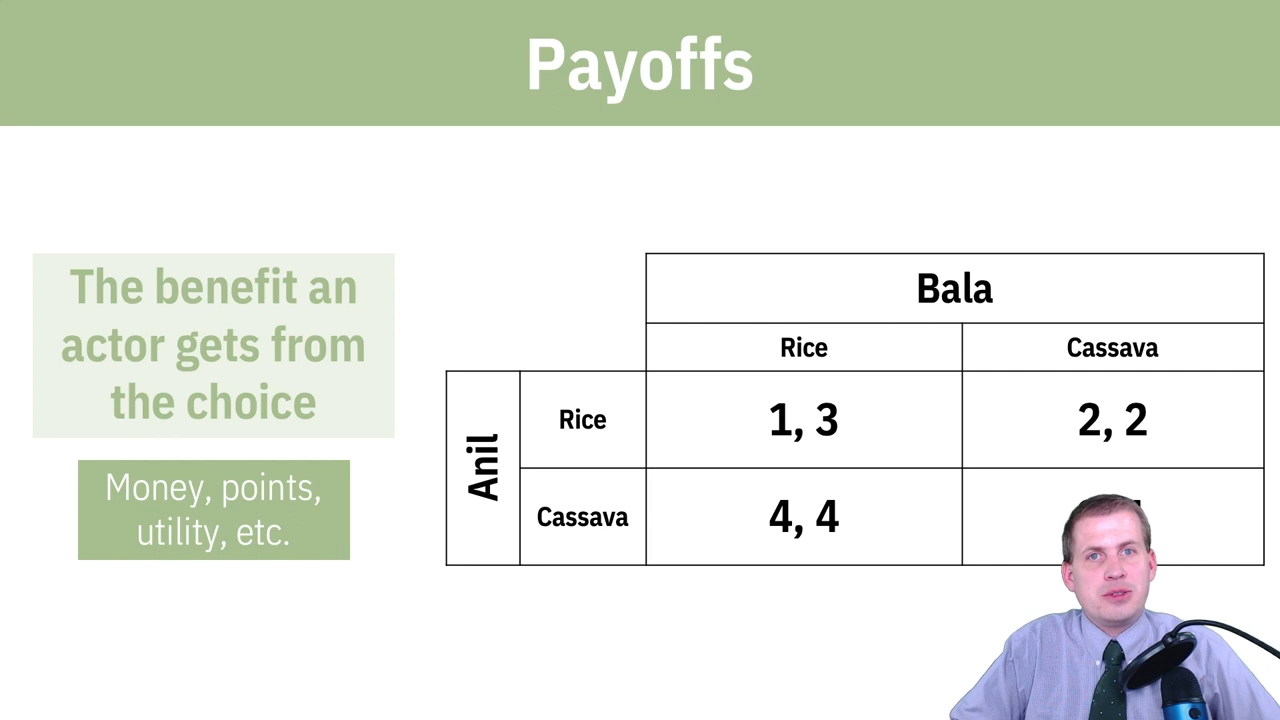 Payoffs
The benefit an
actor gets from
the choice
Money, points,
utility, etc.
Bala
Rice Cassava
Anil
Rice 1, 3 2, 2
Cassava 4, 4